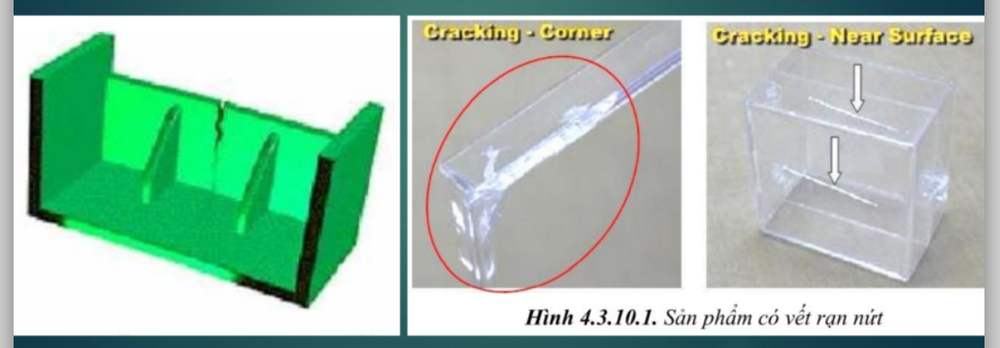 Cracking - Corner
Cracking - Near Surface
Hình 4.3.10.1. Sản phẩm có vết rạn nứt